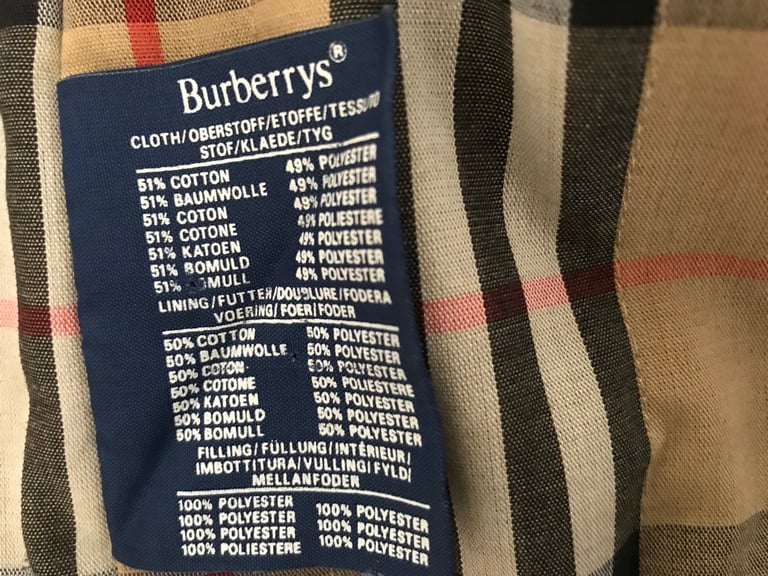 Burberrys®
CLOTH/OBERSTOFF/ETOFFE/TESSUTO
STOF/KLAEDE/TYG
51% COTTON 49% POLYESTER
51% BAUMWOLLE 49% POLYESTER
51% COTON 49% POLYESTER
51% COTONE 49% POLIESTERE
51% KATOEN 49% POLYESTER
51% BOMULD 49% POLYESTER
51% BOMULL 49% POLYESTER
LINING/FUTTER/DOUBLURE/FODERA
VOERING/FOER/FODER
50% COTTON 50% POLYESTER
50% BAUMWOLLE 50% POLYESTER
50% COTON 50% POLYESTER
50% COTONE 50% POLIESTERE
50% KATOEN 50% POLYESTER
50% BOMULD 50% POLYESTER
50% BOMULL 50% POLYESTER
FILLING/FÜLLUNG/INTÉRIEUR/
IMBOTTITURA/VULLING/FYLD/
MELLANFODER
100% POLYESTER 100% POLYESTER
100% POLYESTER 100% POLYESTER
100% POLYESTER 100% POLYESTER
100% POLIESTERE